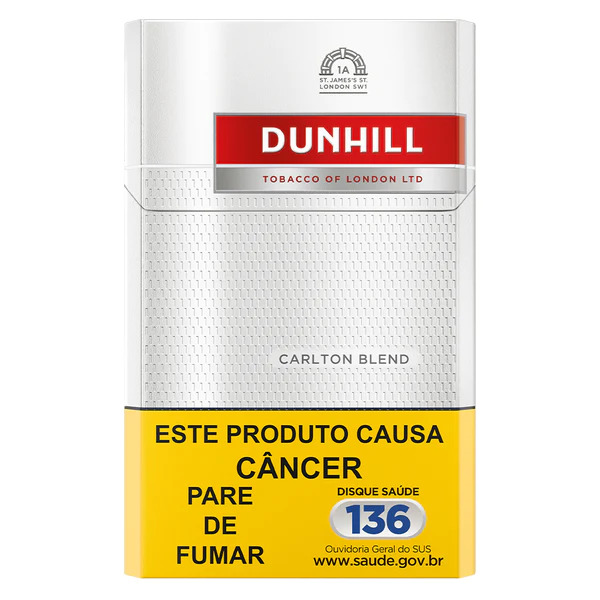 1A
ST. JAMES'S ST.
LONDON SW1
DUNHILL
TOBACCO OF LONDON LTD
CARLTON BLEND
ESTE PRODUTO CAUSA
CÂNCER
PARE
DE
FUMAR
DISQUE SAÚDE
136
Ouvidoria Geral do SUS
www.saude.gov.br